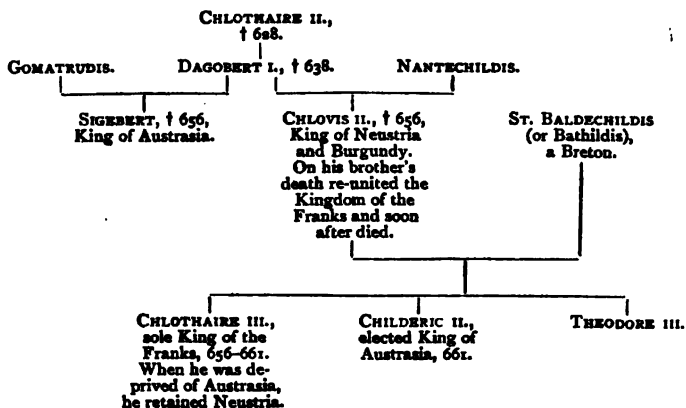 CHLOTHAIRE II.,
† 628.
GOMATRUDIS. DAGOBERT I., † 638. NANTECHILDIS.
SIGEBERT, † 656,
King of Austrasia.
CHLOVIS II., † 656,
King of Neustria
and Burgundy.
On his brother's
death re-united the
Kingdom of the
Franks and soon
after died.
ST. BALDECHILDIS
(or Bathildis),
a Breton.
CHLOTHAIRE III.,
sole King of the
Franks, 656–661.
When he was de-
prived of Austrasia,
he retained Neustria.
CHILDERIC II.,
elected King of
Austrasia, 661.
THEODORE III.